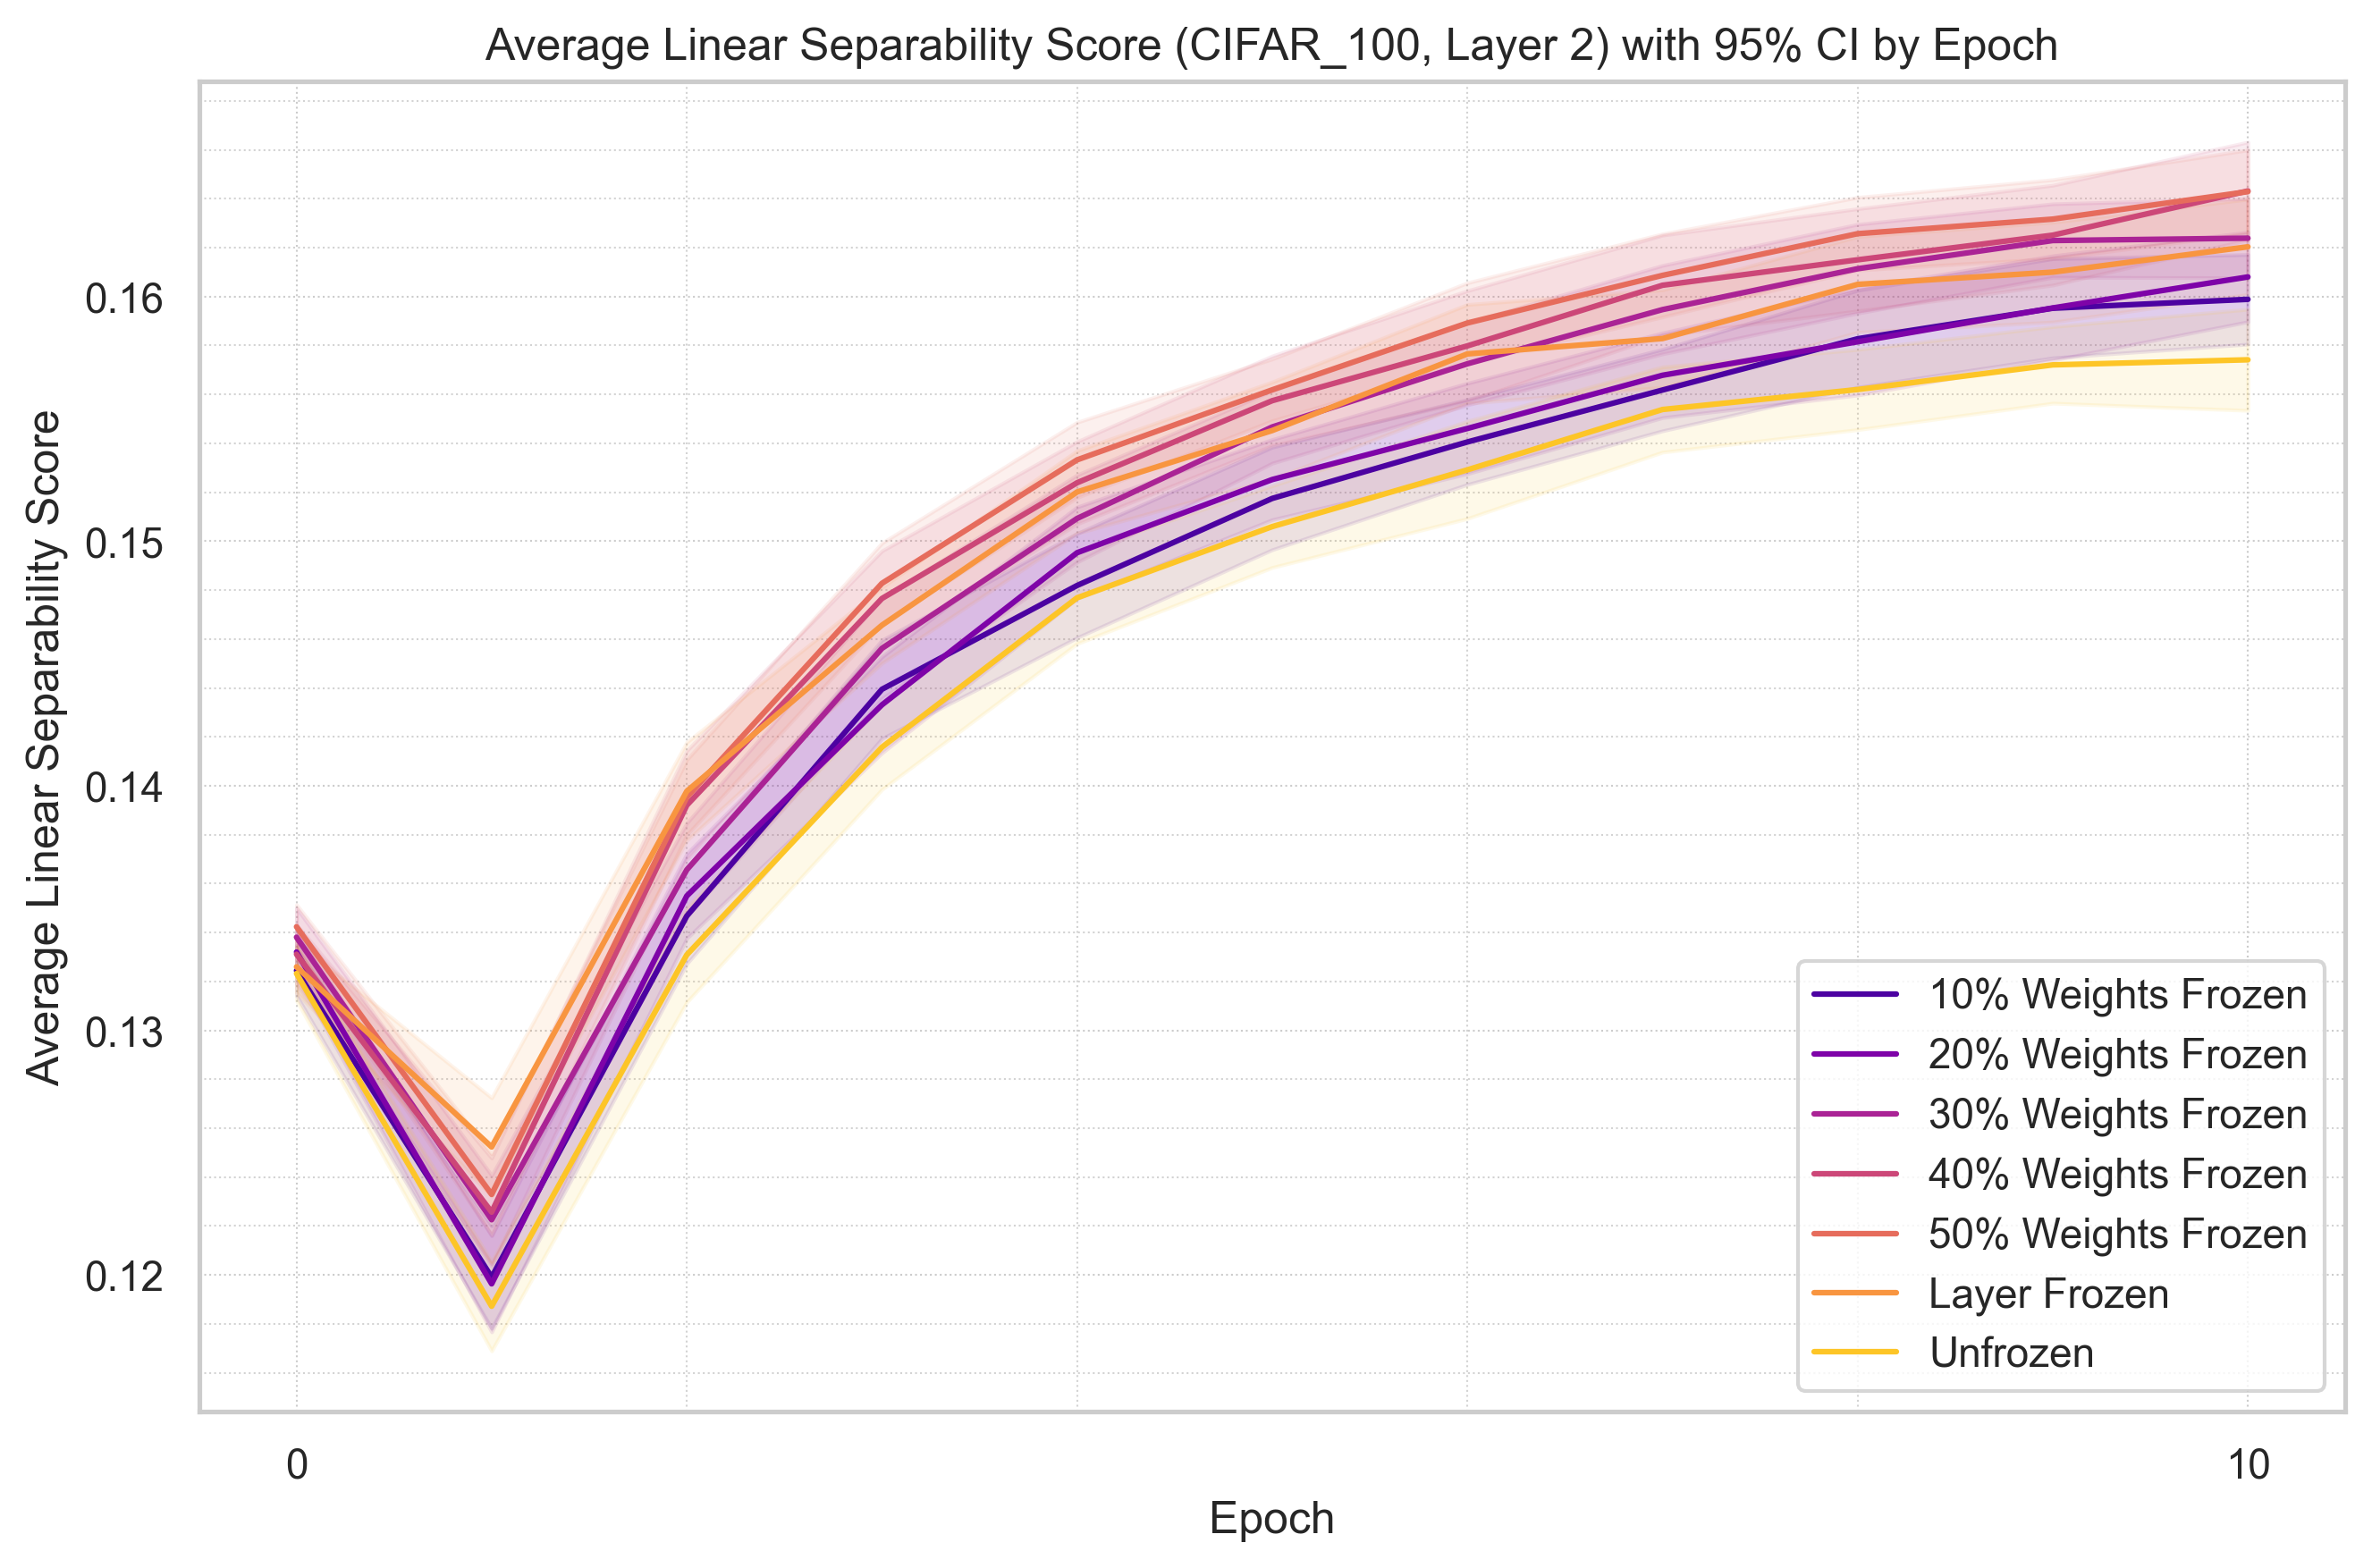 Average Linear Separability Score (CIFAR_100, Layer 2) with 95% CI by Epoch
Average Linear Separability Score
0.16
0.15
0.14
0.13
0.12
10% Weights Frozen
20% Weights Frozen
30% Weights Frozen
40% Weights Frozen
50% Weights Frozen
Layer Frozen
Unfrozen
0
10
Epoch